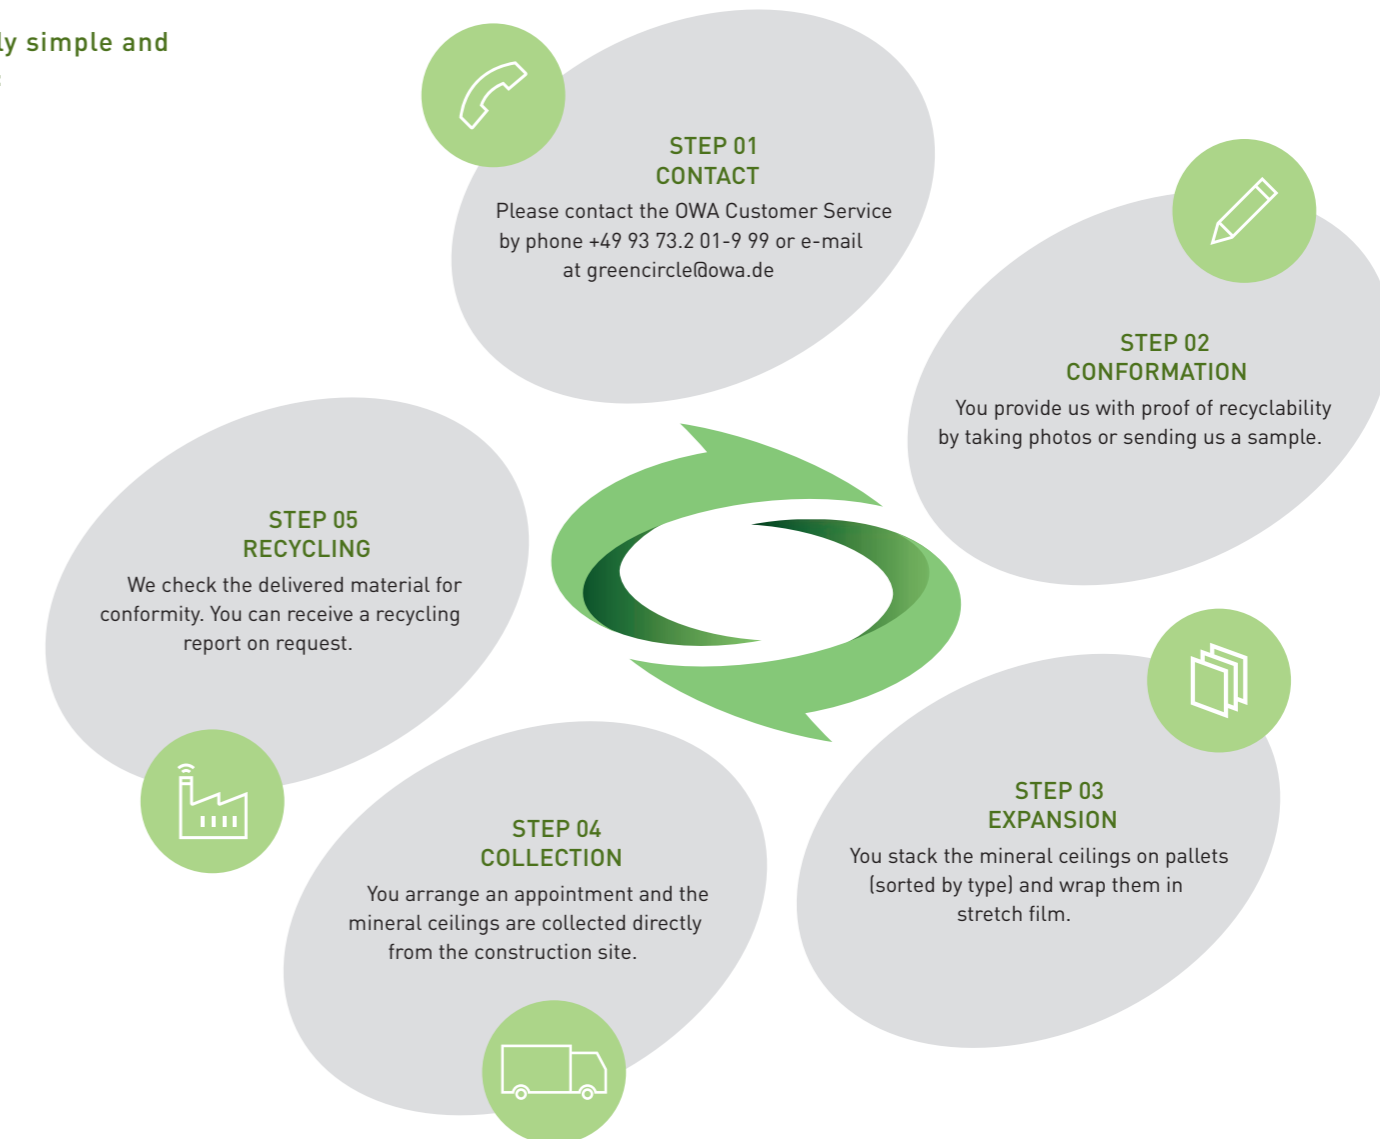 ly simple and
STEP 01
CONTACT
Please contact the OWA Customer Service
by phone +49 93 73.2 01-9 99 or e-mail
at greencircle@owa.de
STEP 02
CONFORMATION
You provide us with proof of recyclability
by taking photos or sending us a sample.
STEP 03
EXPANSION
You stack the mineral ceilings on pallets
(sorted by type) and wrap them in
stretch film.
STEP 04
COLLECTION
You arrange an appointment and the
mineral ceilings are collected directly
from the construction site.
STEP 05
RECYCLING
We check the delivered material for
conformity. You can receive a recycling
report on request.